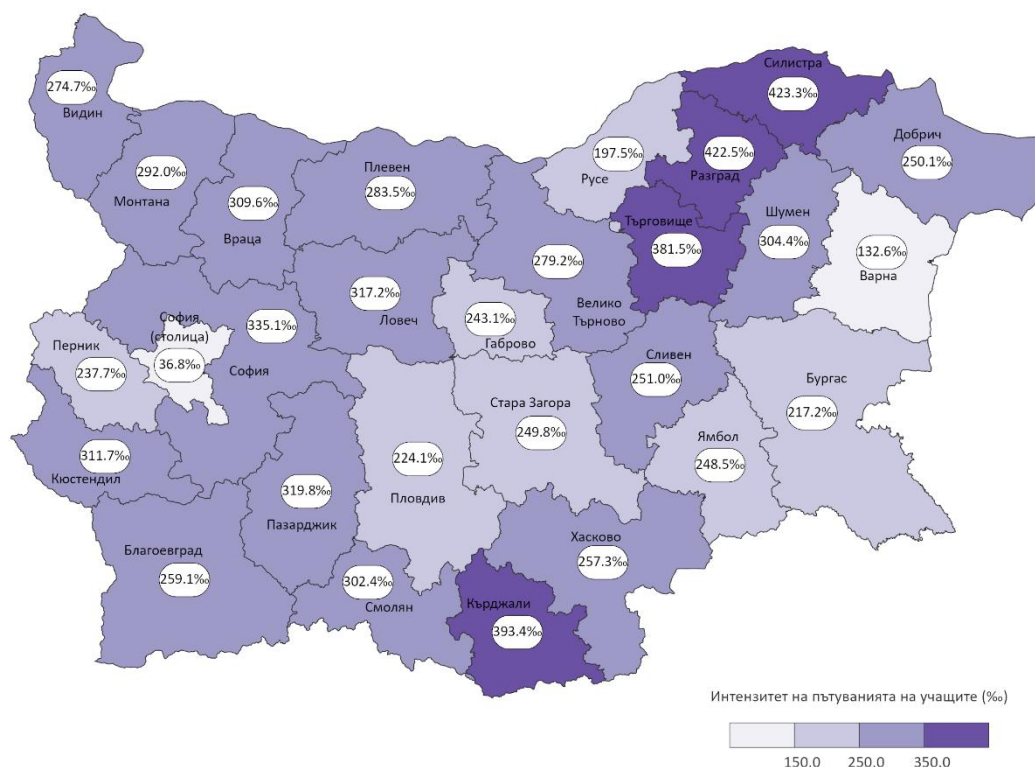 Силистра
423.3‰
274.7‰
Видин
Добрич
250.1‰
197.5‰
Русе
422.5‰
Разград
292.0‰
Монтана
Плевен
283.5‰
309.6‰
Враца
Търговище
381.5‰
Шумен
304.4‰
132.6‰
Варна
279.2‰
Велико
Търново
317.2‰
Ловеч
243.1‰
Габрово
София
(столица)
36.8‰
335.1‰
София
Перник
237.7‰
Сливен
251.0‰
Бургас
217.2‰
Стара Загора
249.8‰
Ямбол
248.5‰
224.1‰
Пловдив
311.7‰
Кюстендил
319.8‰
Пазарджик
Хасково
257.3‰
Благоевград
259.1‰
302.4‰
Смолян
Кърджали
393.4‰
Интензитет на пътуванията на учащите (‰)
150.0 250.0 350.0